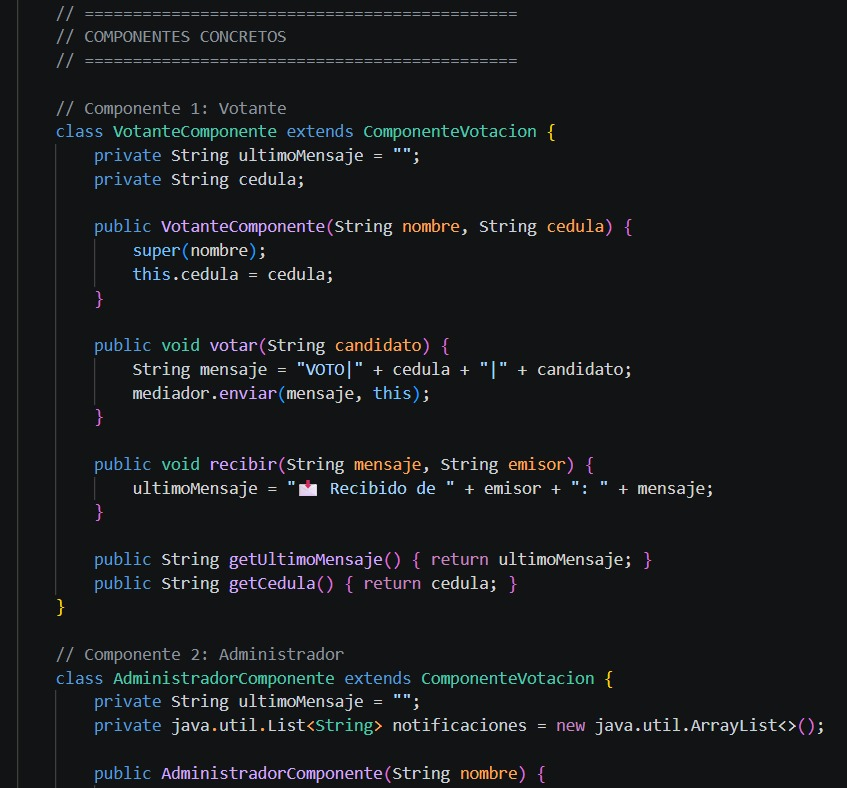 // =============================================
// COMPONENTES CONCRETOS
// =============================================
// Componente 1: Votante
class VotanteComponente extends ComponenteVotacion {
private String ultimoMensaje = "";
private String cedula;
public VotanteComponente(String nombre, String cedula) {
super(nombre);
this.cedula = cedula;
}
public void votar(String candidato) {
String mensaje = "VOTO|" + cedula + "|" + candidato;
mediador.enviar(mensaje, this);
}
public void recibir(String mensaje, String emisor) {
ultimoMensaje = "📩 Recibido de " + emisor + ": " + mensaje;
}
public String getUltimoMensaje() { return ultimoMensaje; }
public String getCedula() { return cedula; }
}
// Componente 2: Administrador
class AdministradorComponente extends ComponenteVotacion {
private String ultimoMensaje = "";
private java.util.List<String> notificaciones = new java.util.ArrayList<>();
public AdministradorComponente(String nombre) {